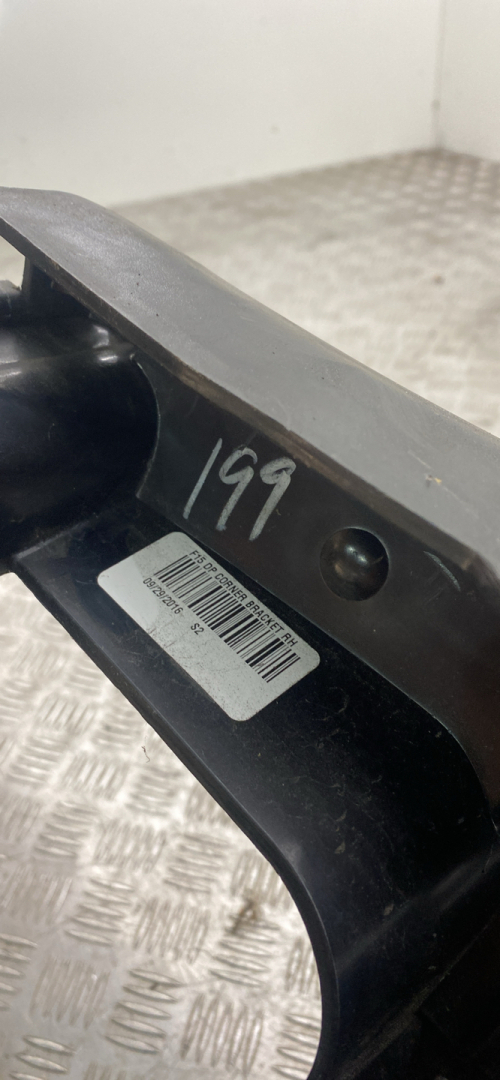 199
F15 DP CORNER BRACKET RH
09/29/2016 S2